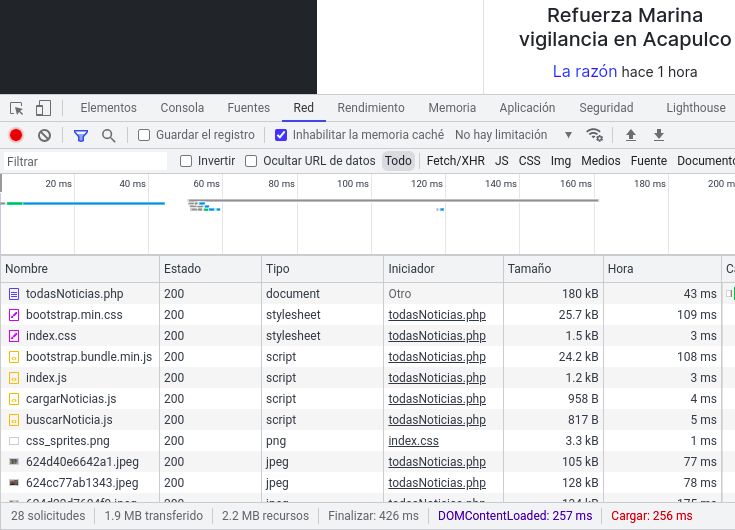 Refuerza Marina
vigilancia en Acapulco
La razón hace 1 hora
Elementos Consola Fuentes Red Rendimiento Memoria Aplicación Seguridad Lighthouse
Guardar el registro Inhabilitar la memoria caché No hay limitación
Filtrar Invertir Ocultar URL de datos Todo Fetch/XHR JS CSS Img Medios Fuente Documento
20 ms 40 ms 60 ms 80 ms 100 ms 120 ms 140 ms 160 ms 180 ms 200 m
Nombre Estado Tipo Iniciador Tamaño Hora Ca
todasNoticias.php 200 document Otro 180 kB 43 ms
bootstrap.min.css 200 stylesheet todasNoticias.php 25.7 kB 109 ms
index.css 200 stylesheet todasNoticias.php 1.5 kB 3 ms
bootstrap.bundle.min.js 200 script todasNoticias.php 24.2 kB 108 ms
index.js 200 script todasNoticias.php 1.2 kB 3 ms
cargarNoticias.js 200 script todasNoticias.php 958 B 4 ms
buscarNoticia.js 200 script todasNoticias.php 817 B 5 ms
css_sprites.png 200 png index.css 3.3 kB 1 ms
624d40e6642a1.jpeg 200 jpeg todasNoticias.php 105 kB 77 ms
624cc77ab1343.jpeg 200 jpeg todasNoticias.php 128 kB 78 ms
28 solicitudes 1.9 MB transferido 2.2 MB recursos Finalizar: 426 ms DOMContentLoaded: 257 ms Cargar: 256 ms